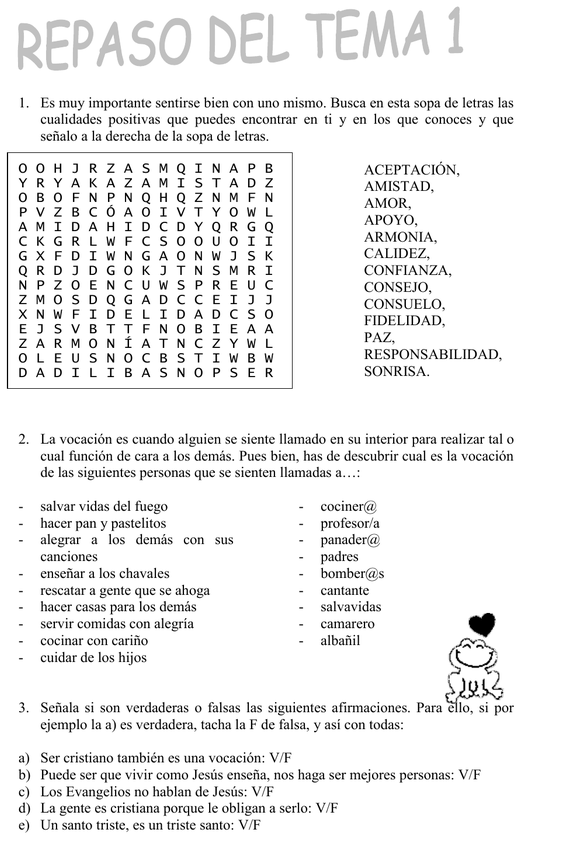 REPASO DEL TEMA 1
1. Es muy importante sentirse bien con uno mismo. Busca en esta sopa de letras las
cualidades positivas que puedes encontrar en ti y en los que conoces y que
señalo a la derecha de la sopa de letras.
O O H J R Z A S M Q I N A P B
Y R Y A K A Z A M I S T A D Z
O B O F N P N Q H Q Z N M F N
P V Z B C Ó A O I V T Y O W L
A M I D A H I D C D Y Q R G Q
C K G R L W F C S O O U O I I
G X F D I W N G A O N W J S K
Q R D J D G O K J T N S M R I
N P Z O E N C U W S P R E U C
Z M O S D Q G A D C C E I J J
X N W F I D E L I D A D C S O
E J S V B T T F N O B I E A A
Z A R M O N Í A T N C Z Y W L
O L E U S N O C B S T I W B W
D A D I L I B A S N O P S E R
ACEPTACIÓN,
AMISTAD,
AMOR,
APOYO,
ARMONIA,
CALIDEZ,
CONFIANZA,
CONSEJO,
CONSUELO,
FIDELIDAD,
PAZ,
RESPONSABILIDAD,
SONRISA.
2. La vocación es cuando alguien se siente llamado en su interior para realizar tal o
cual función de cara a los demás. Pues bien, has de descubrir cual es la vocación
de las siguientes personas que se sienten llamadas a…:
- salvar vidas del fuego
- hacer pan y pastelitos
- alegrar a los demás con sus
canciones
- enseñar a los chavales
- rescatar a gente que se ahoga
- hacer casas para los demás
- servir comidas con alegría
- cocinar con cariño
- cuidar de los hijos
- cociner@
- profesor/a
- panader@
- padres
- bomber@s
- cantante
- salvavidas
- camarero
- albañil
3. Señala si son verdaderas o falsas las siguientes afirmaciones. Para ello, si por
ejemplo la a) es verdadera, tacha la F de falsa, y así con todas:
a) Ser cristiano también es una vocación: V/F
b) Puede ser que vivir como Jesús enseña, nos haga ser mejores personas: V/F
c) Los Evangelios no hablan de Jesús: V/F
d) La gente es cristiana porque le obligan a serlo: V/F
e) Un santo triste, es un triste santo: V/F